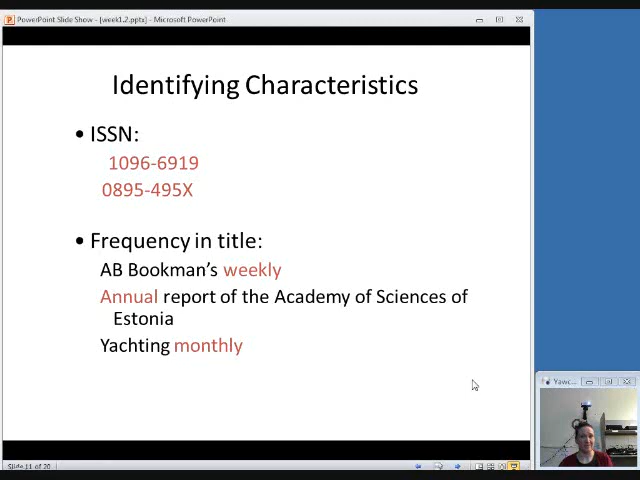 PowerPoint Slide Show - [week1.2.pptx] - Microsoft PowerPoint
Identifying Characteristics
• ISSN:
1096-6919
0895-495X
• Frequency in title:
AB Bookman's weekly
Annual report of the Academy of Sciences of
Estonia
Yachting monthly
Yawc...
Slide 11 of 20